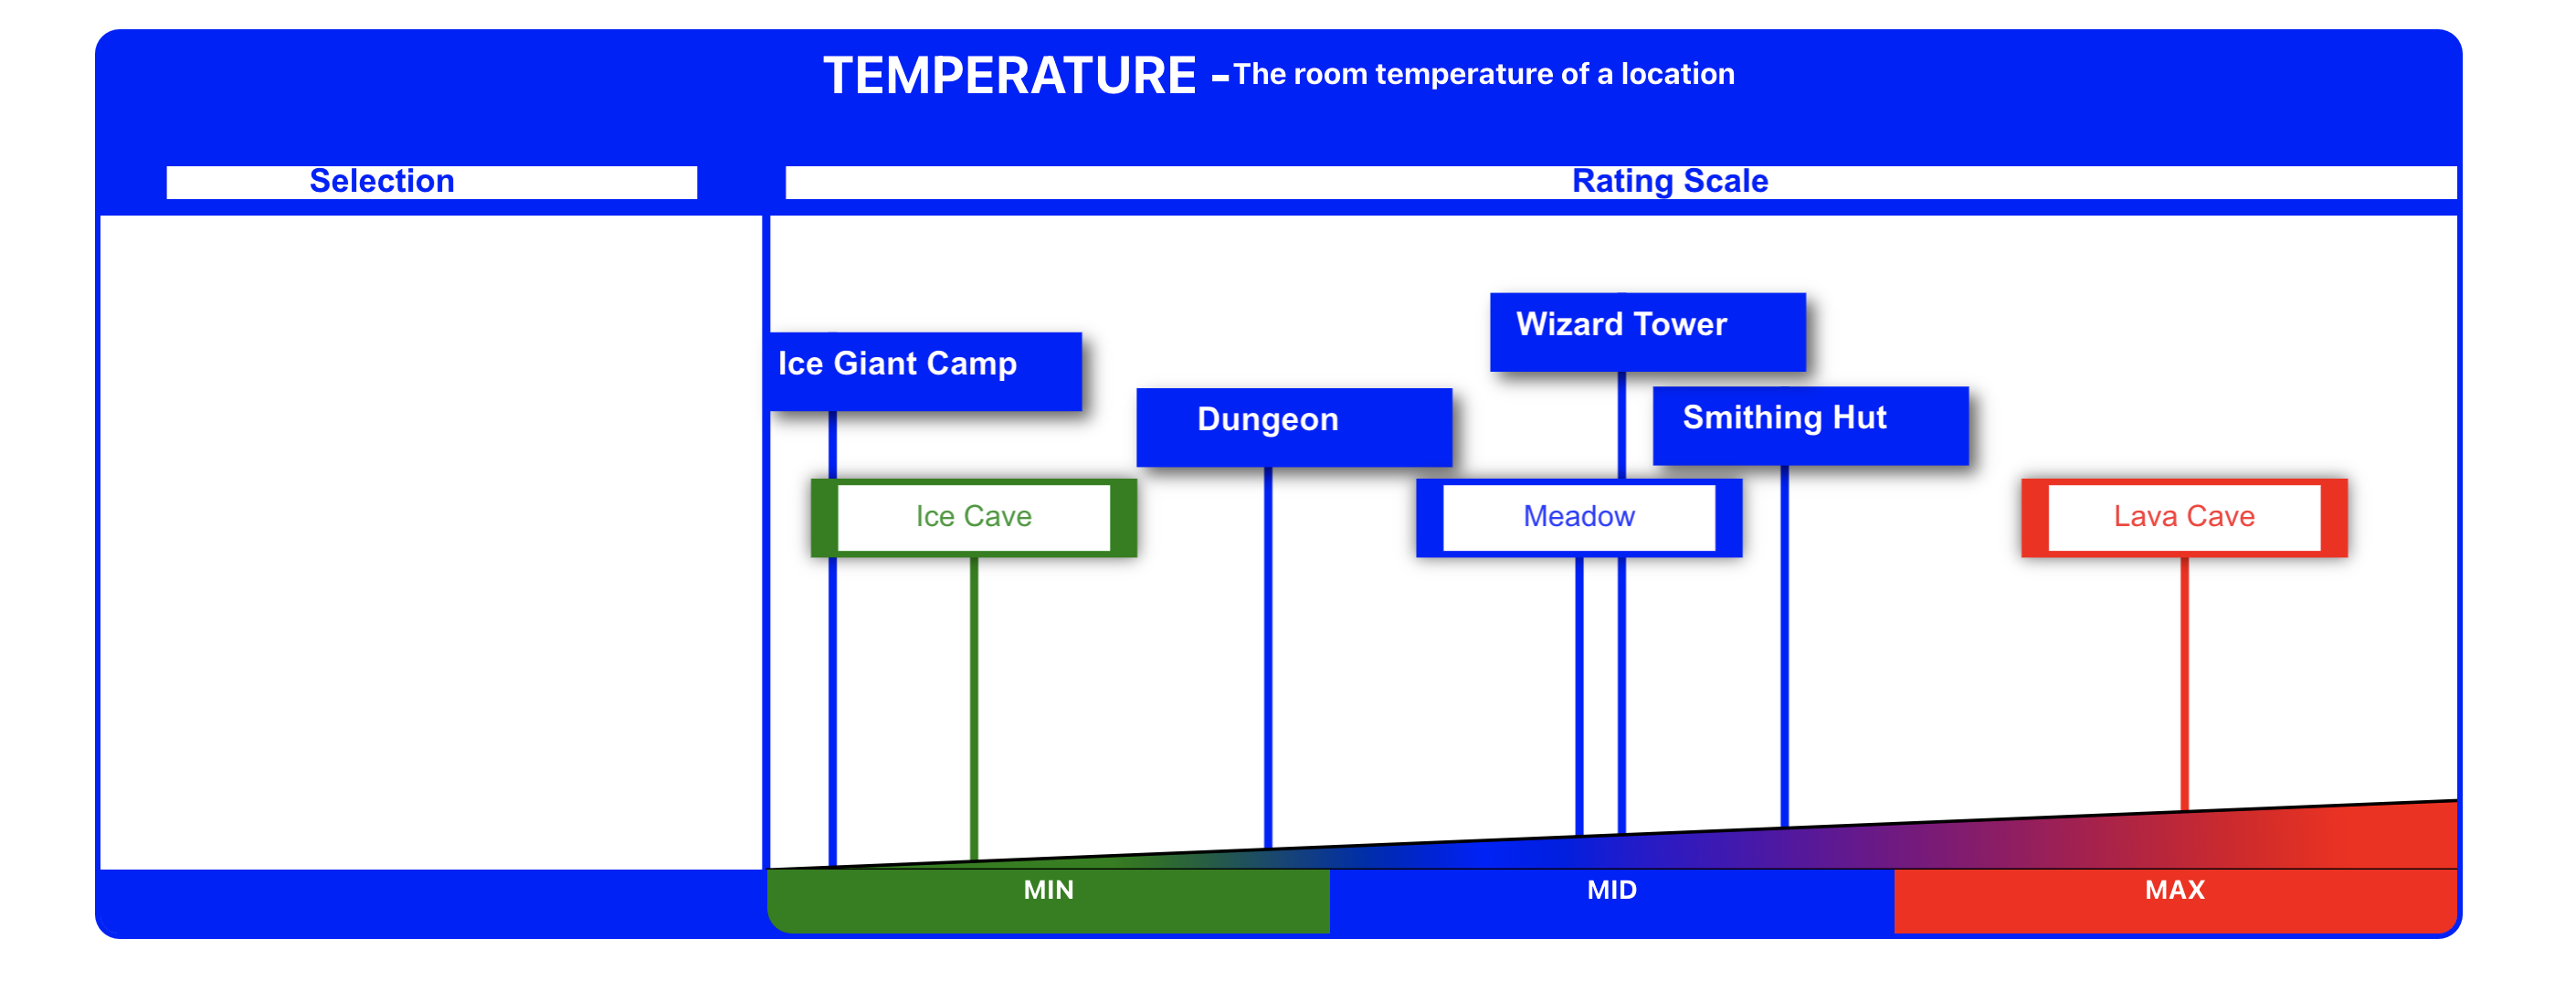 TEMPERATURE -The room temperature of a location
Selection
Rating Scale
Wizard Tower
Ice Giant Camp
Dungeon
Smithing Hut
Ice Cave
Meadow
Lava Cave
MIN
MID
MAX